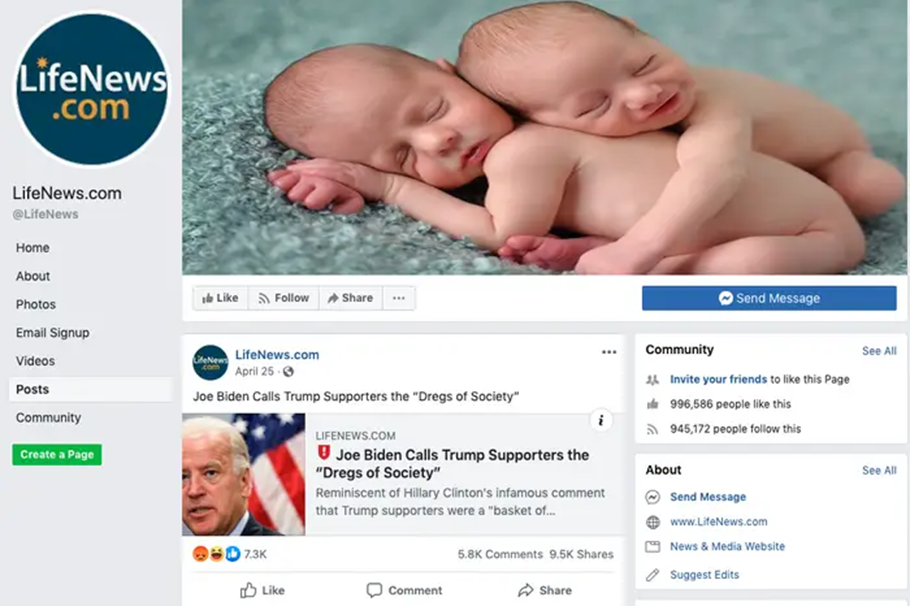 LifeNews
.com
LifeNews.com
@LifeNews
Home
About
Photos
Email Signup
Videos
Posts
Community
Create a Page
Like
Follow
Share
Send Message
LifeNews
.com
LifeNews.com
April 25
Joe Biden Calls Trump Supporters the “Dregs of Society”
LIFENEWS.COM
Joe Biden Calls Trump Supporters the
“Dregs of Society”
Reminiscent of Hillary Clinton's infamous comment
that Trump supporters were a "basket of...
7.3K
5.8K Comments 9.5K Shares
Like
Comment
Share
Community
See All
Invite your friends to like this Page
996,586 people like this
945,172 people follow this
About
See All
Send Message
www.LifeNews.com
News & Media Website
Suggest Edits